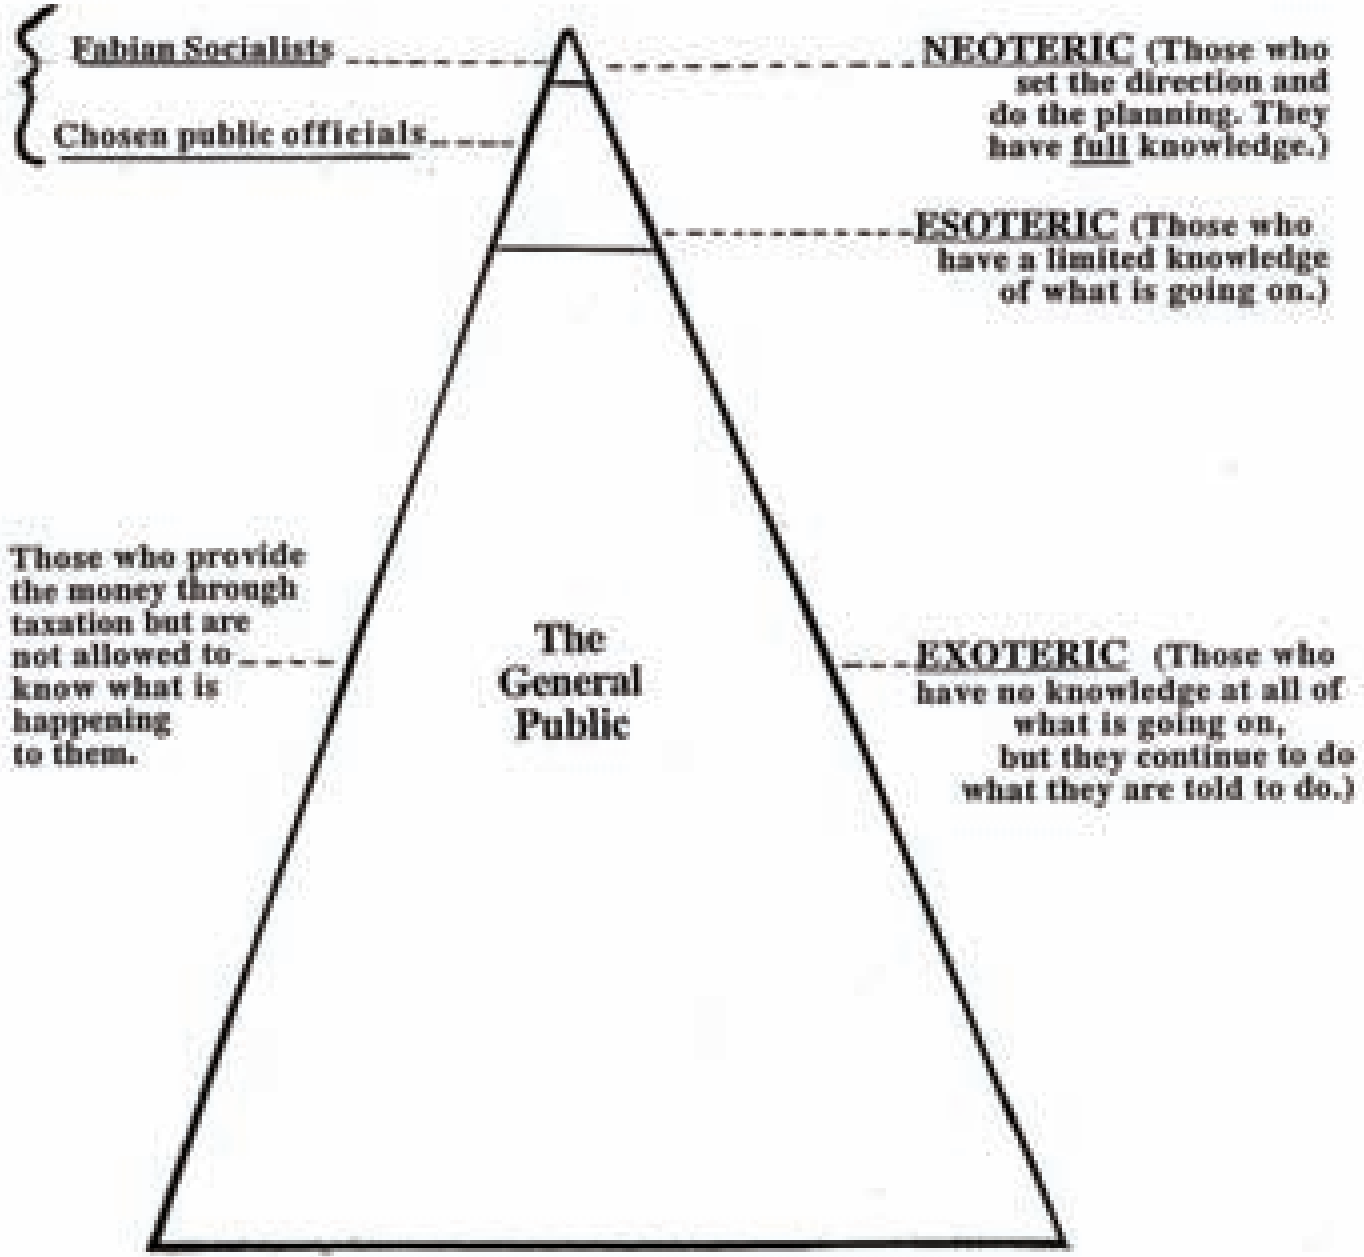 Fabian Socialists
Chosen public officials
NEOTERIC (Those who
set the direction and
do the planning. They
have full knowledge.)
ESOTERIC (Those who
have a limited knowledge
of what is going on.)
Those who provide
the money through
taxation but are
not allowed to
know what is
happening
to them.
The
General
Public
EXOTERIC (Those who
have no knowledge at all of
what is going on,
but they continue to do
what they are told to do.)